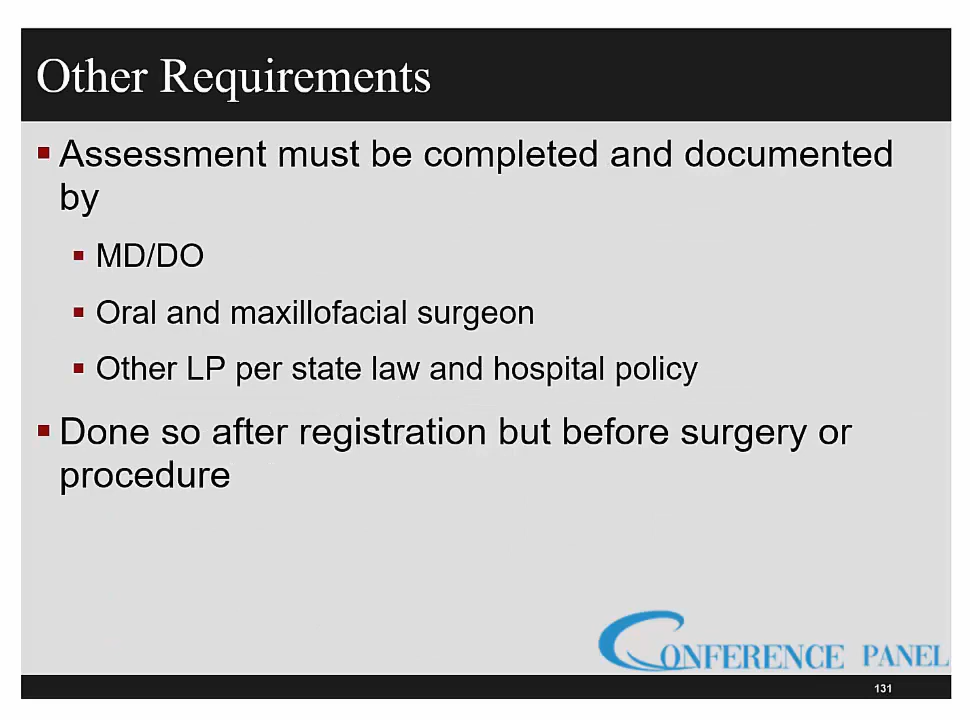 Other Requirements
Assessment must be completed and documented
by
MD/DO
Oral and maxillofacial surgeon
Other LP per state law and hospital policy
Done so after registration but before surgery or
procedure
CONFERENCE PANEL
131